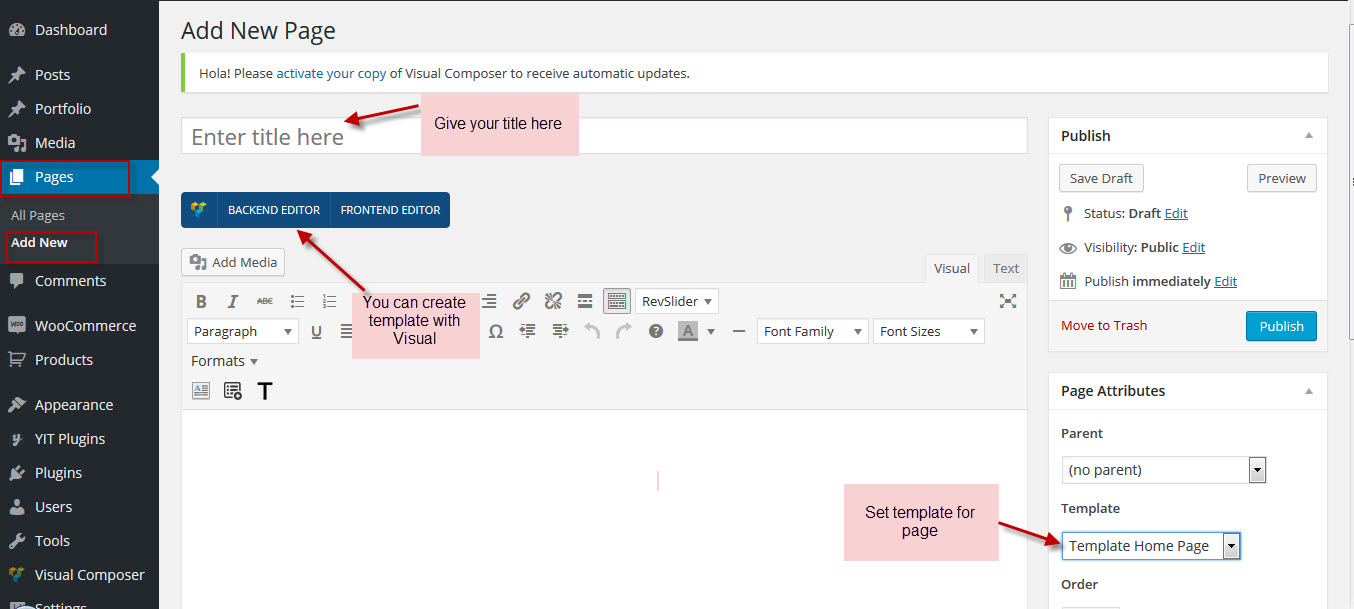 Dashboard
Posts
Portfolio
Media
Pages
All Pages
Add New
Comments
WooCommerce
Products
Appearance
YIT Plugins
Plugins
Users
Tools
Visual Composer
Settings
Add New Page
Hola! Please activate your copy of Visual Composer to receive automatic updates.
Enter title here
Give your title here
BACKEND EDITOR FRONTEND EDITOR
Add Media
Visual Text
B I ABC RevSlider
You can create
template with
Visual
Paragraph U Ω A Font Family Font Sizes
Formats
T
Set template for
page
Publish
Save Draft Preview
Status: Draft Edit
Visibility: Public Edit
Publish immediately Edit
Move to Trash Publish
Page Attributes
Parent
(no parent)
Template
Template Home Page
Order